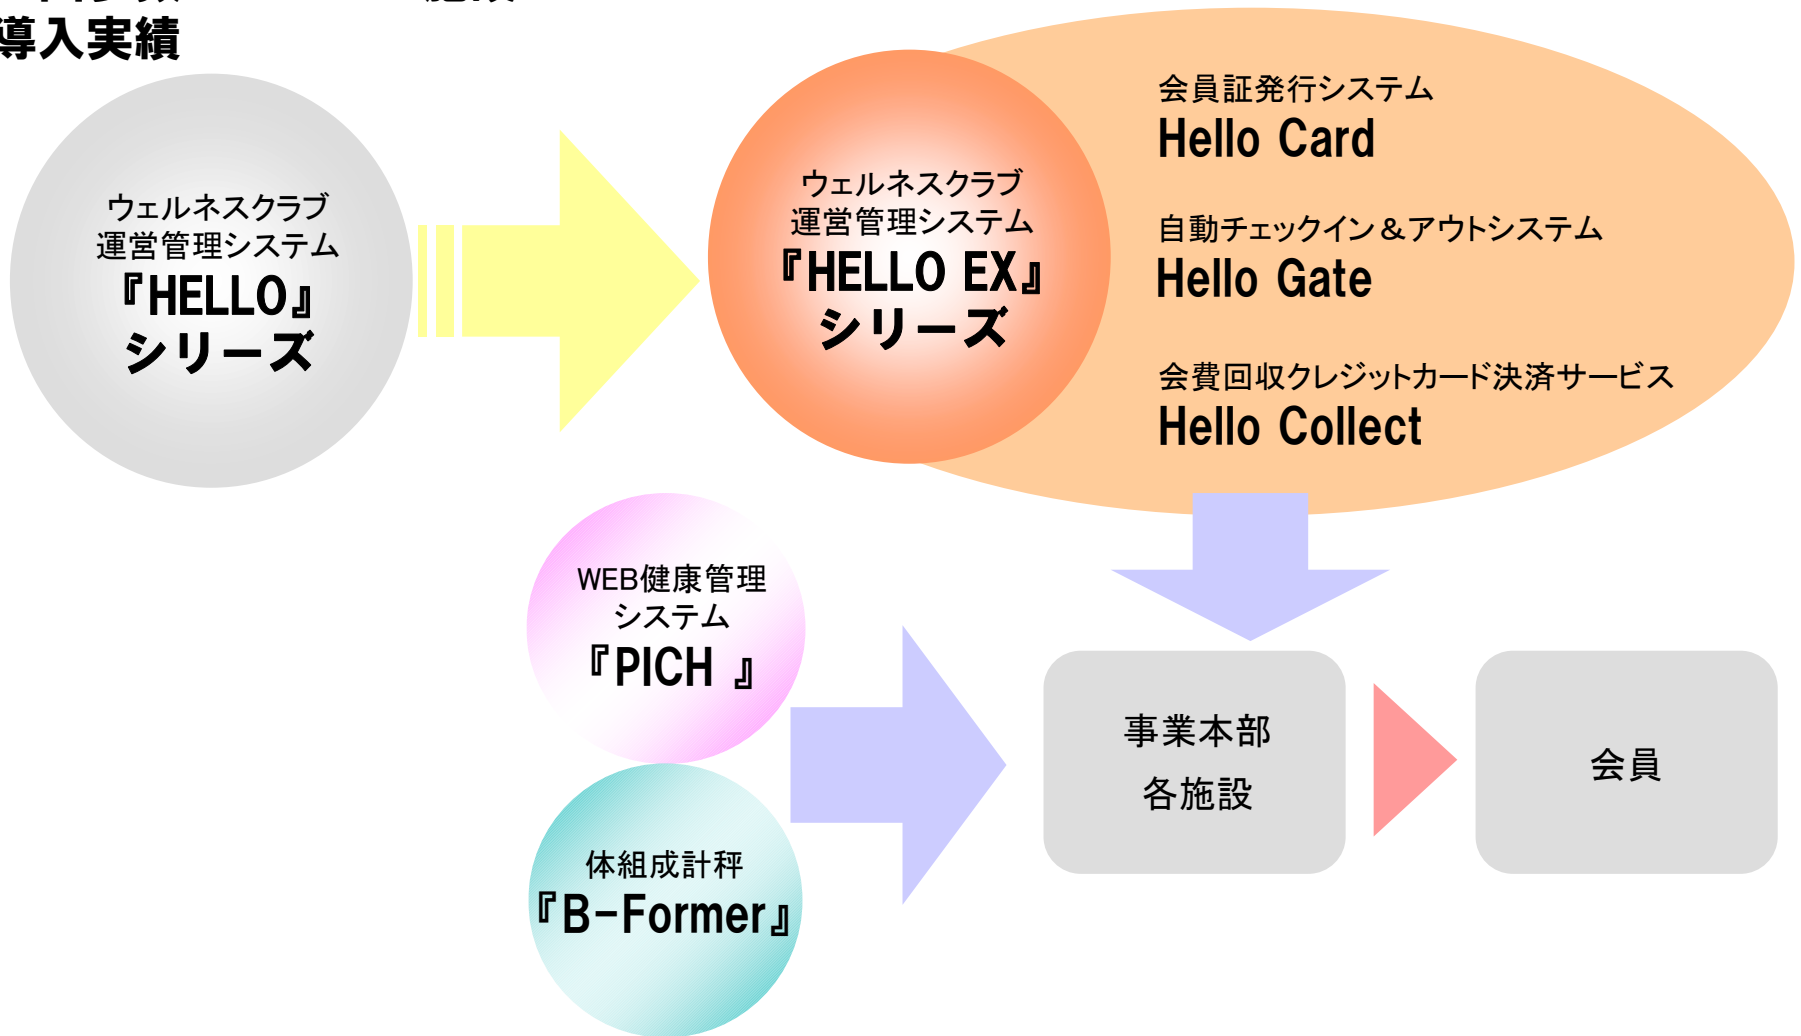 導入実績
ウェルネスクラブ
運営管理システム
『HELLO』
シリーズ
ウェルネスクラブ
運営管理システム
『HELLO EX』
シリーズ
会員証発行システム
Hello Card
自動チェックイン＆アウトシステム
Hello Gate
会費回収クレジットカード決済サービス
Hello Collect
WEB健康管理
システム
『PICH 』
体組成計秤
『B-Former』
事業本部
各施設
会員